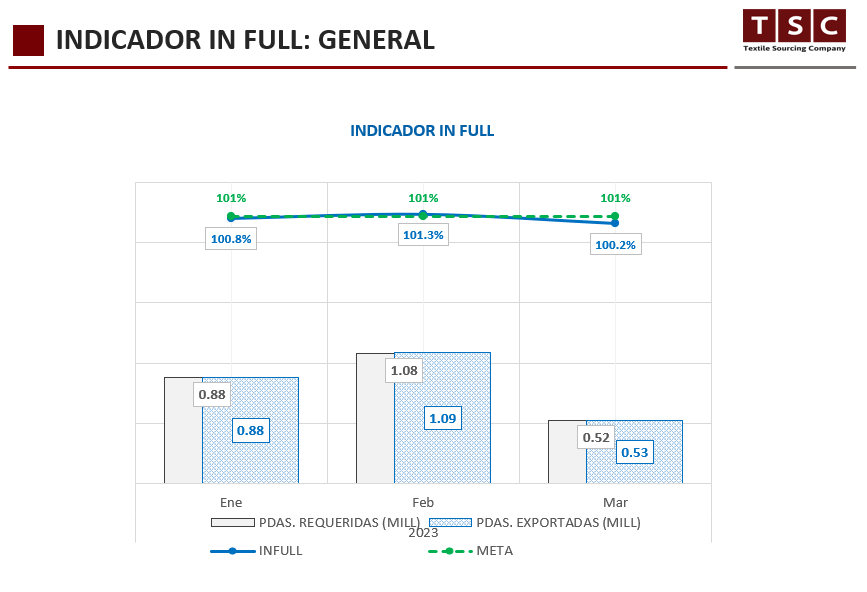 INDICADOR IN FULL: GENERAL
TSC
Textile Sourcing Company
INDICADOR IN FULL
101% 101% 101%
100.8% 101.3% 100.2%
0.88 1.08 0.52
0.88 1.09 0.53
Ene Feb Mar
PDAS. REQUERIDAS (MILL) PDAS. EXPORTADAS (MILL)
2023
INFULL META